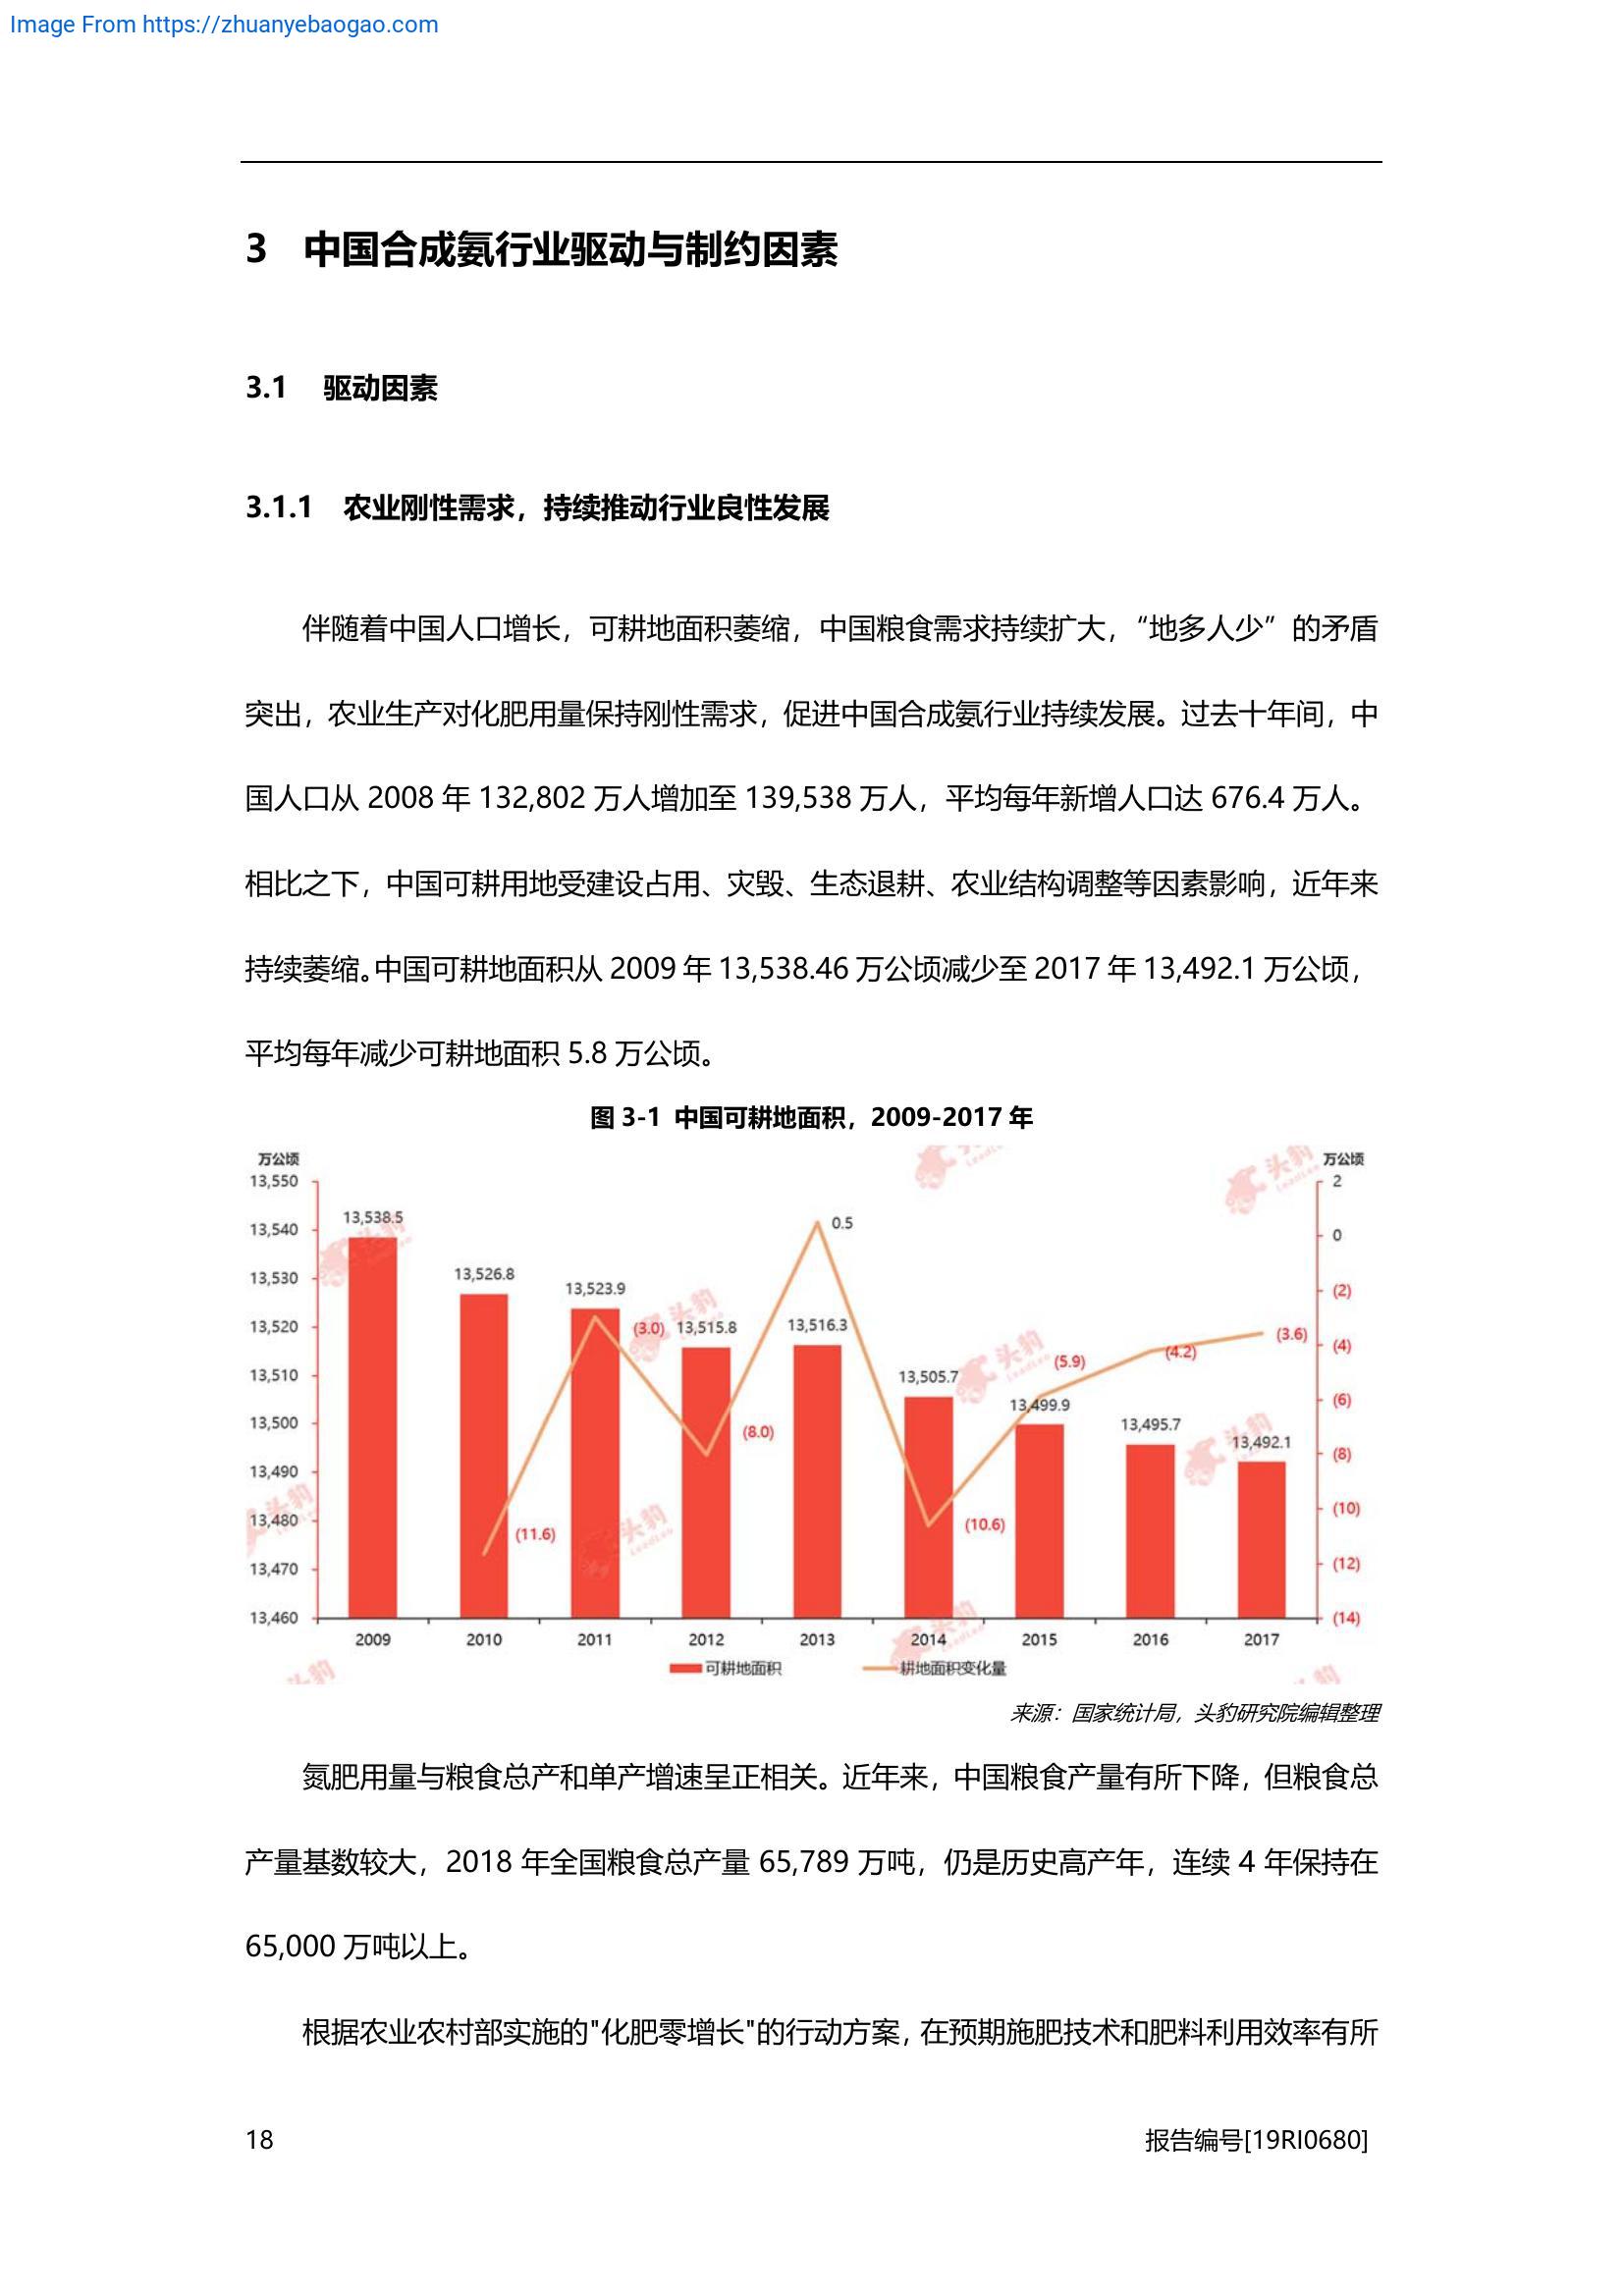 Image From https://zhuanyebaogao.com
3 中国合成氨行业驱动与制约因素
3.1 驱动因素
3.1.1 农业刚性需求，持续推动行业良性发展
伴随着中国人口增长，可耕地面积萎缩，中国粮食需求持续扩大，“地多人少”的矛盾
突出，农业生产对化肥用量保持刚性需求，促进中国合成氨行业持续发展。过去十年间，中
国人口从 2008 年 132,802 万人增加至 139,538 万人，平均每年新增人口达 676.4 万人。
相比之下，中国可耕用地受建设占用、灾毁、生态退耕、农业结构调整等因素影响，近年来
持续萎缩。中国可耕地面积从 2009 年 13,538.46 万公顷减少至 2017 年 13,492.1 万公顷，
平均每年减少可耕地面积 5.8 万公顷。
图 3-1 中国可耕地面积，2009-2017 年
万公顷 万公顷
13,550 2
13,538.5 0.5
13,540 0
13,526.8
13,530 (2)
13,523.9
13,520 (3.0) 13,515.8 13,516.3 (3.6)
(5.9) (4.2) (4)
13,510 13,505.7
13,499.9 (6)
13,500 (8.0) 13,495.7
13,492.1 (8)
13,490
13,480 (11.6) (10.6) (10)
13,470 (12)
13,460 (14)
2009 2010 2011 2012 2013 2014 2015 2016 2017
可耕地面积 耕地面积变化量
头豹
LeadLeo
来源：国家统计局，头豹研究院编辑整理
氮肥用量与粮食总产和单产增速呈正相关。近年来，中国粮食产量有所下降，但粮食总
产量基数较大，2018 年全国粮食总产量 65,789 万吨，仍是历史高产年，连续 4 年保持在
65,000 万吨以上。
根据农业农村部实施的"化肥零增长"的行动方案，在预期施肥技术和肥料利用效率有所
18 报告编号[19RI0680]